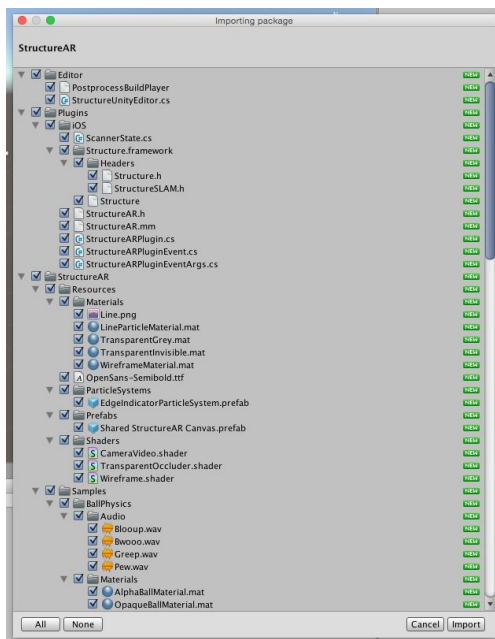 Importing package
StructureAR
Editor NEW
PostprocessBuildPlayer NEW
StructureUnityEditor.cs NEW
Plugins NEW
iOS NEW
ScannerState.cs NEW
Structure.framework NEW
Headers NEW
Structure.h NEW
StructureSLAM.h NEW
Structure NEW
StructureAR.h NEW
StructureAR.mm NEW
StructureARPlugin.cs NEW
StructureARPluginEvent.cs NEW
StructureARPluginEventArgs.cs NEW
StructureAR NEW
Resources NEW
Materials NEW
Line.png NEW
LineParticleMaterial.mat NEW
TransparentGrey.mat NEW
TransparentInvisible.mat NEW
WireframeMaterial.mat NEW
OpenSans-Semibold.ttf NEW
ParticleSystems NEW
EdgeIndicatorParticleSystem.prefab NEW
Prefabs NEW
Shared StructureAR Canvas.prefab NEW
Shaders NEW
CameraVideo.shader NEW
TransparentOccluder.shader NEW
Wireframe.shader NEW
Samples NEW
BallPhysics NEW
Audio NEW
Blooup.wav NEW
Bwooo.wav NEW
Greep.wav NEW
Pew.wav NEW
Materials NEW
AlphaBallMaterial.mat NEW
OpaqueBallMaterial.mat NEW
All None Cancel Import